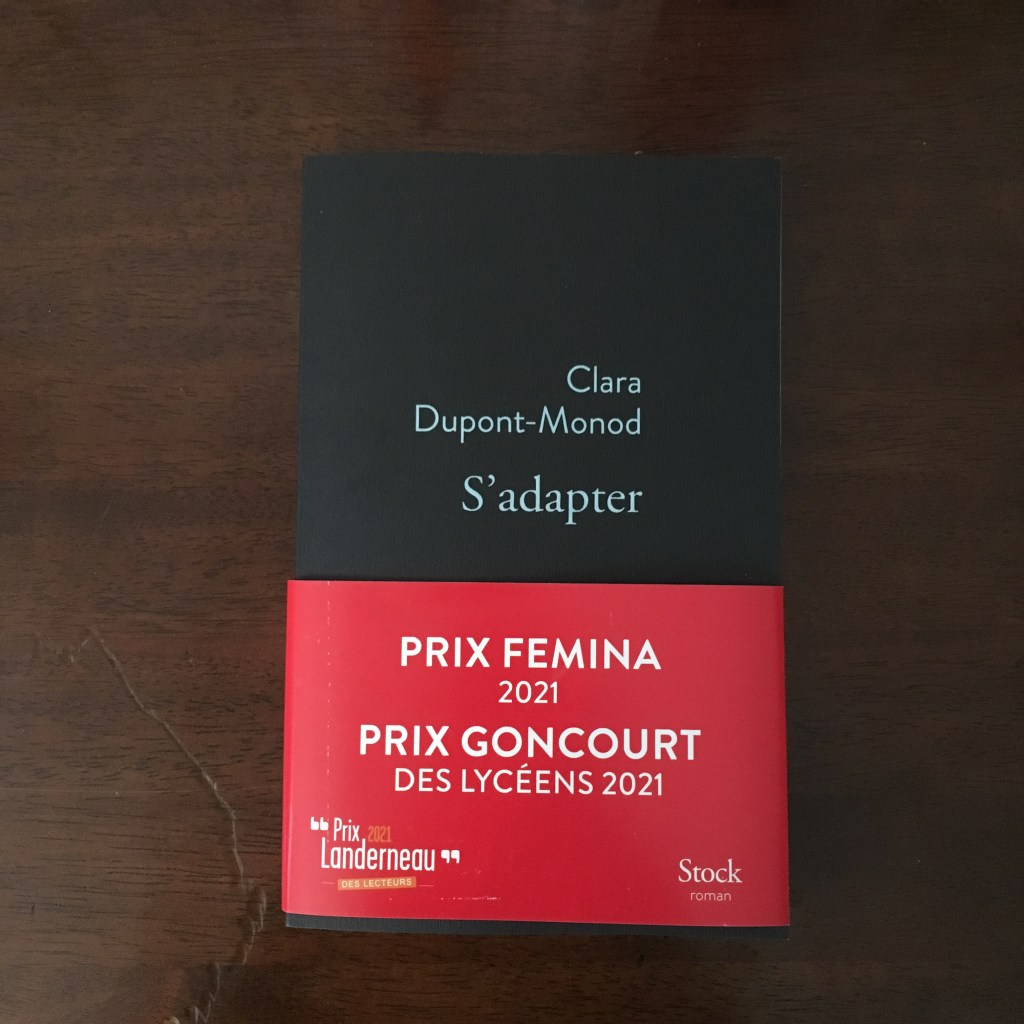 Clara
Dupont-Monod
S’adapter
PRIX FEMINA
2021
PRIX GONCOURT
DES LYCÉENS 2021
“ Prix 2021
Landerneau ”
DES LECTEURS
Stock
roman